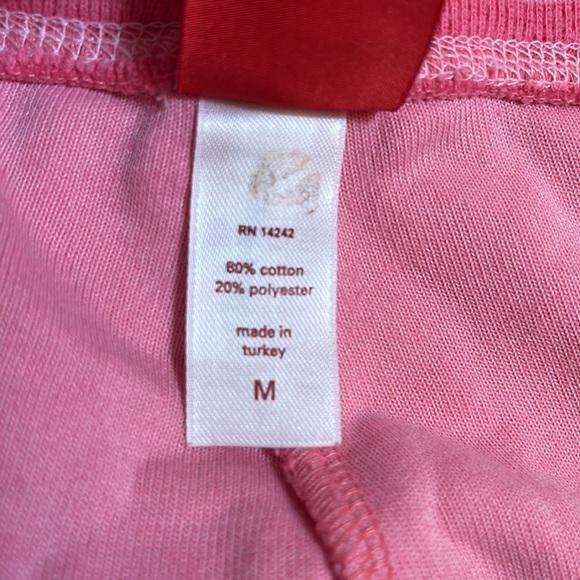 RN 14242
80% cotton
20% polyester
made in
turkey
M